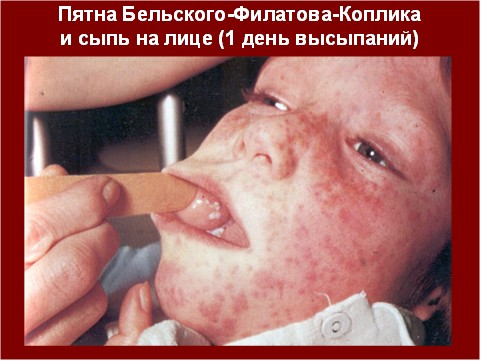 Пятна Бельского-Филатова-Коплика
и сыпь на лице (1 день высыпаний)